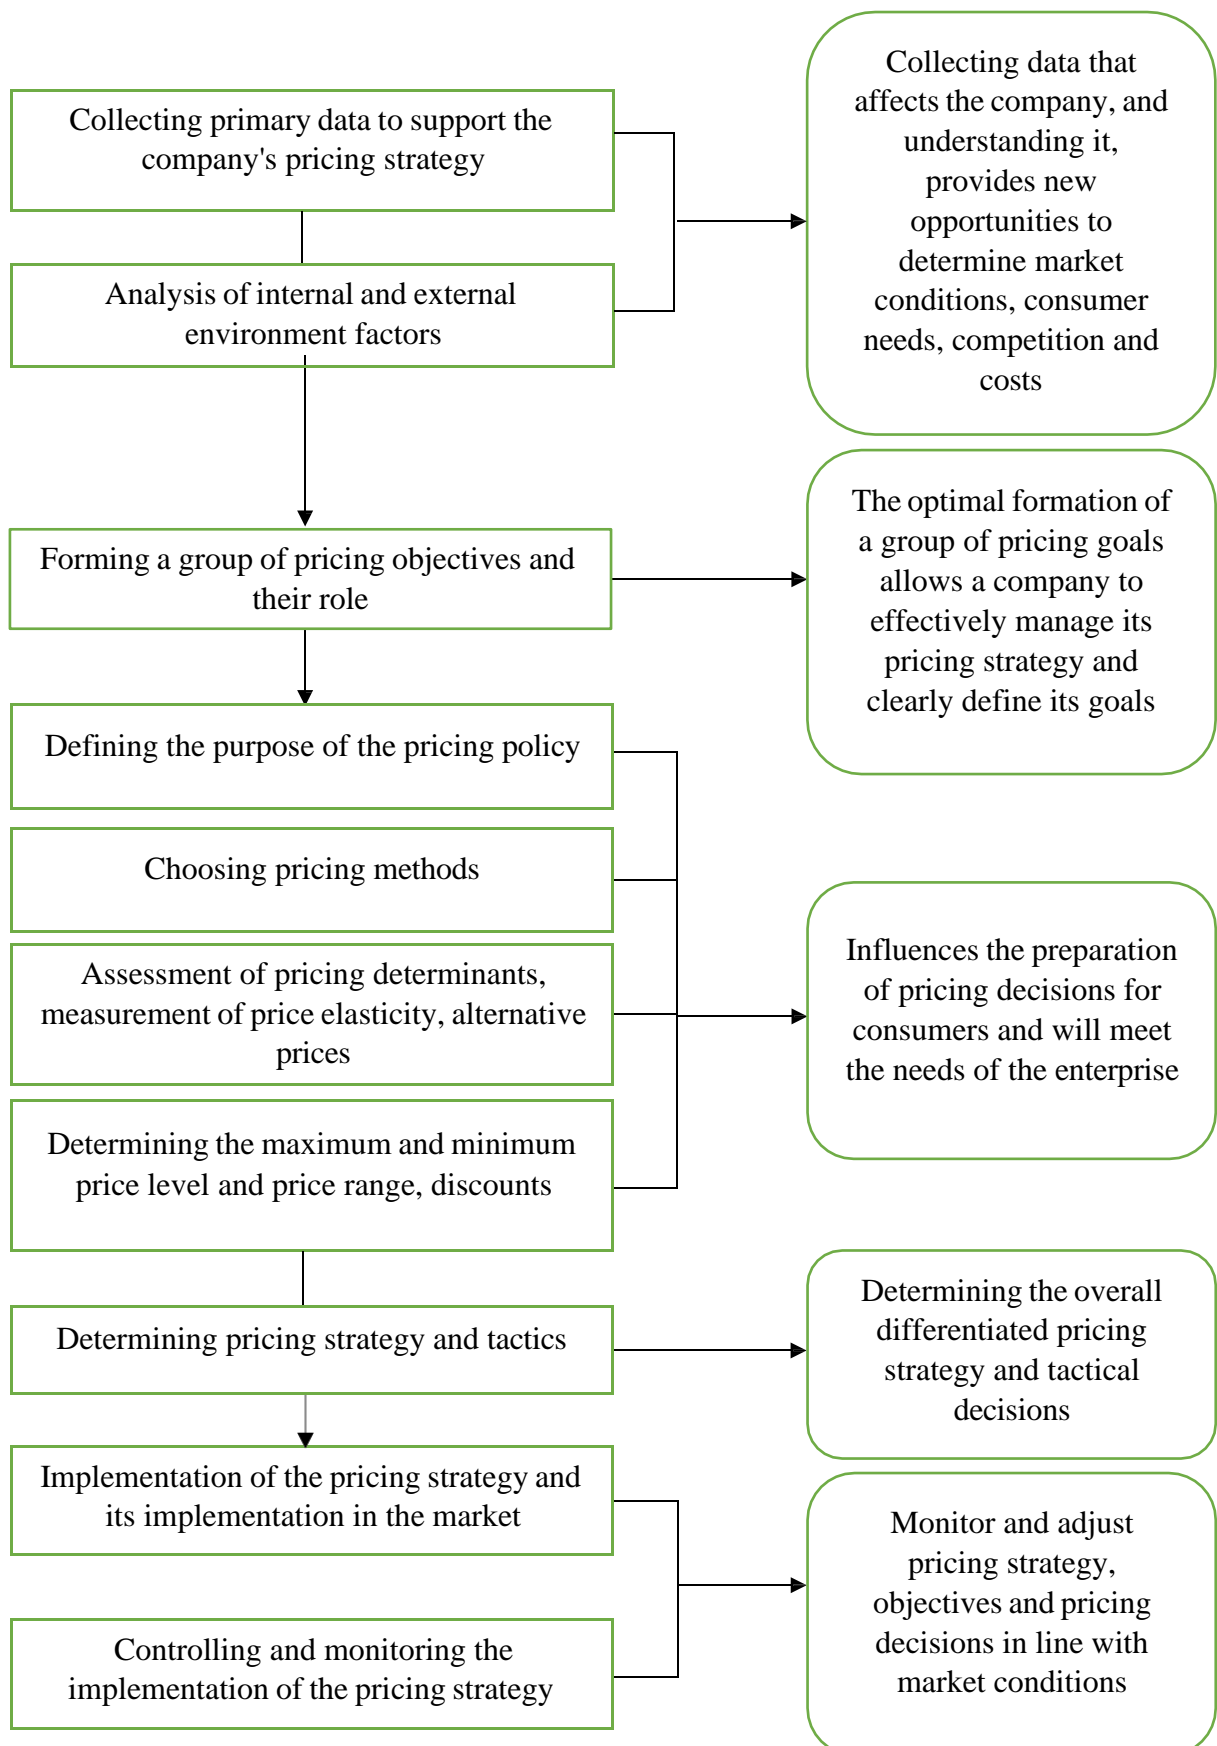 Collecting primary data to support the
company's pricing strategy
Collecting data that
affects the company, and
understanding it,
provides new
opportunities to
determine market
conditions, consumer
needs, competition and
costs
Analysis of internal and external
environment factors
Forming a group of pricing objectives and
their role
The optimal formation of
a group of pricing goals
allows a company to
effectively manage its
pricing strategy and
clearly define its goals
Defining the purpose of the pricing policy
Choosing pricing methods
Assessment of pricing determinants,
measurement of price elasticity, alternative
prices
Determining the maximum and minimum
price level and price range, discounts
Influences the preparation
of pricing decisions for
consumers and will meet
the needs of the enterprise
Determining pricing strategy and tactics
Determining the overall
differentiated pricing
strategy and tactical
decisions
Implementation of the pricing strategy and
its implementation in the market
Controlling and monitoring the
implementation of the pricing strategy
Monitor and adjust
pricing strategy,
objectives and pricing
decisions in line with
market conditions